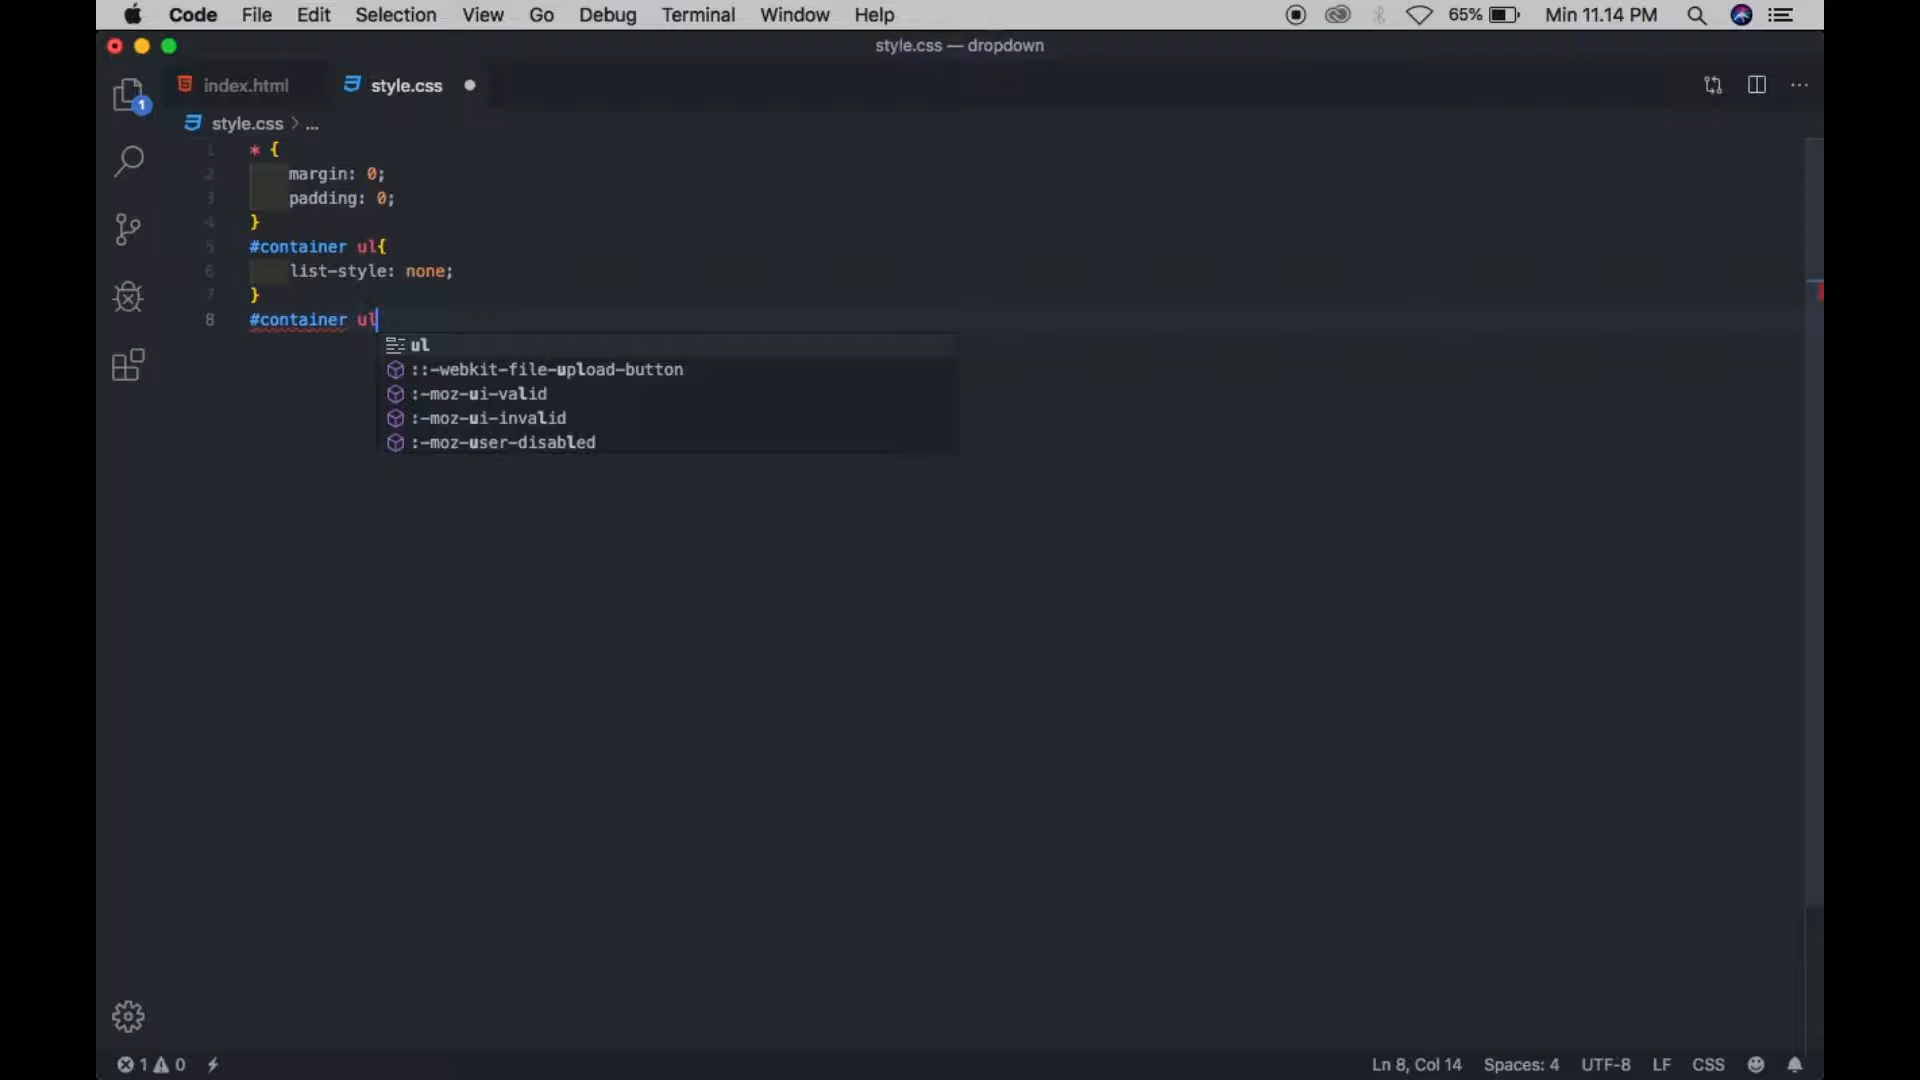 Code File Edit Selection View Go Debug Terminal Window Help 65% Min 11.14 PM
style.css — dropdown
index.html style.css
1
style.css > ...
1 * {
2 margin: 0;
3 padding: 0;
4 }
5 #container ul{
6 list-style: none;
7 }
8 #container ul
ul
::-webkit-file-upload-button
:-moz-ui-valid
:-moz-ui-invalid
:-moz-user-disabled
1 0 Ln 8, Col 14 Spaces: 4 UTF-8 LF CSS